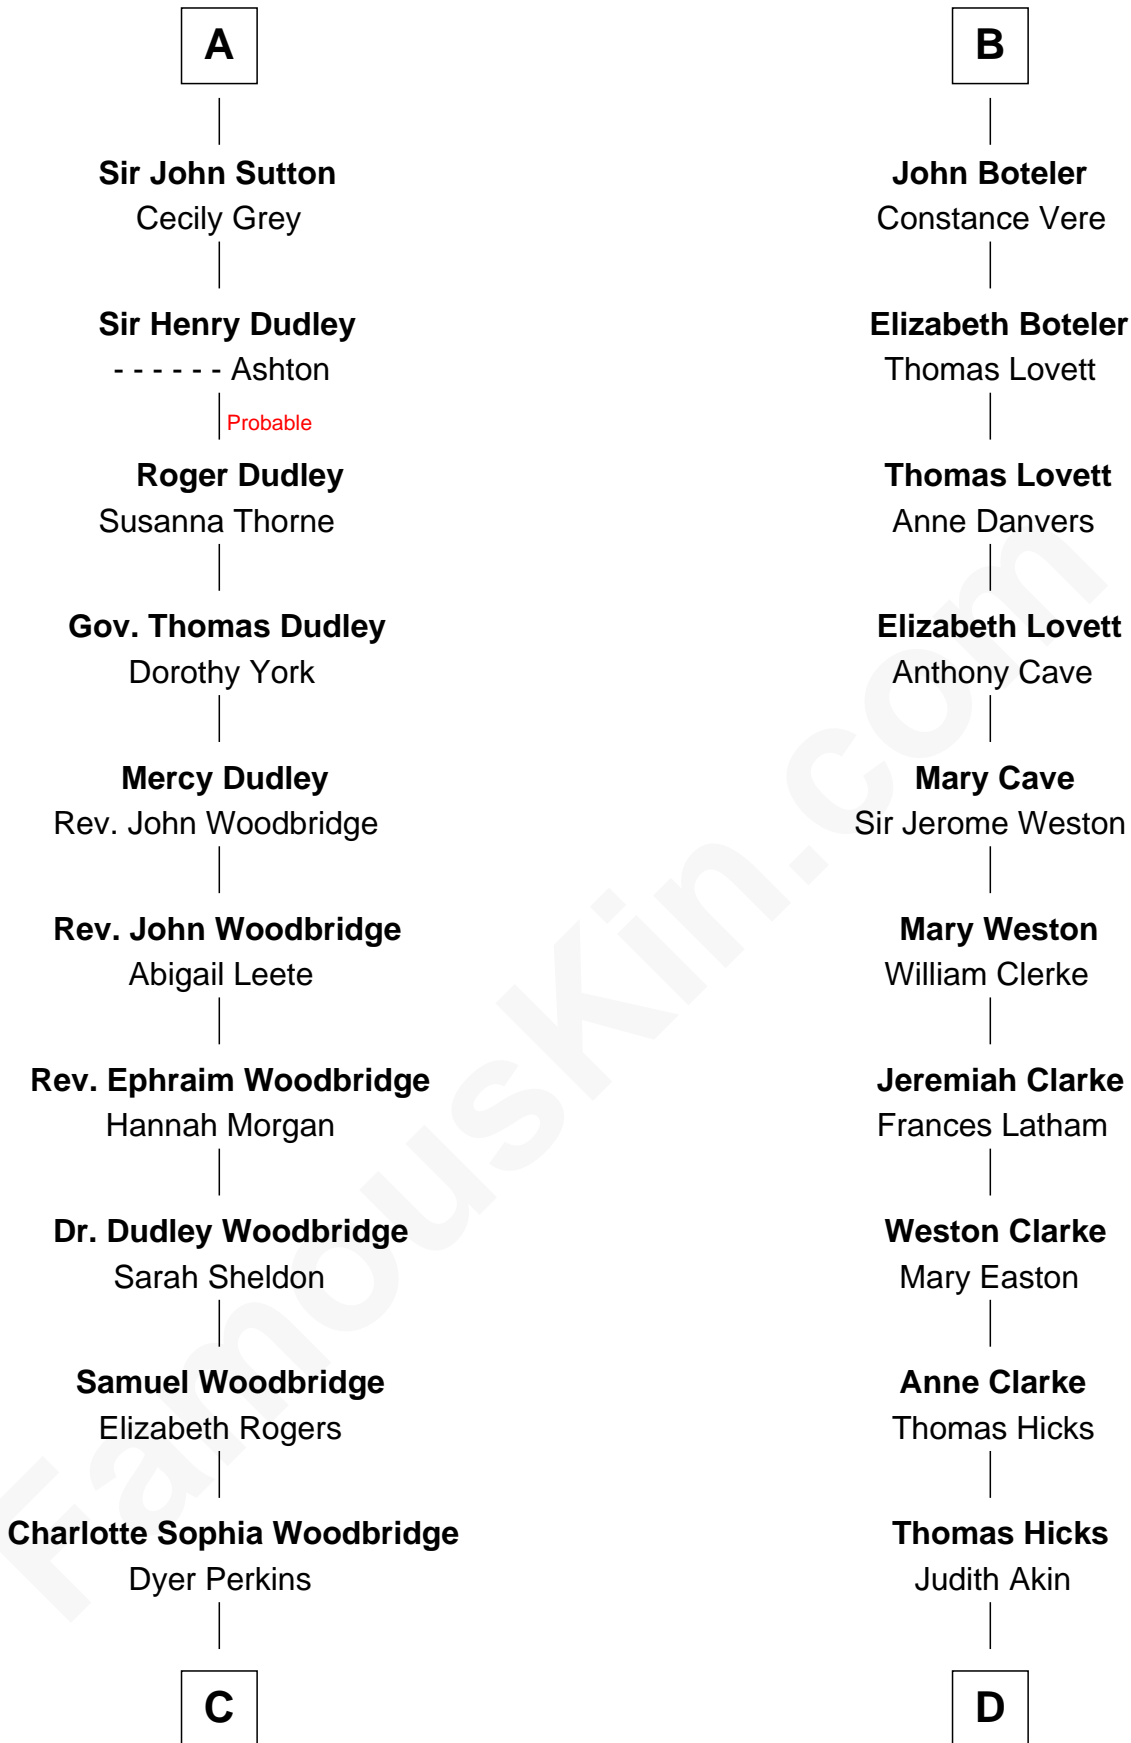 A
Sir John Sutton
Cecily Grey
Sir Henry Dudley
- - - - - - Ashton
Probable
Roger Dudley
Susanna Thorne
Gov. Thomas Dudley
Dorothy York
Mercy Dudley
Rev. John Woodbridge
Rev. John Woodbridge
Abigail Leete
Rev. Ephraim Woodbridge
Hannah Morgan
Dr. Dudley Woodbridge
Sarah Sheldon
Samuel Woodbridge
Elizabeth Rogers
Charlotte Sophia Woodbridge
Dyer Perkins
C
B
John Boteler
Constance Vere
Elizabeth Boteler
Thomas Lovett
Thomas Lovett
Anne Danvers
Elizabeth Lovett
Anthony Cave
Mary Cave
Sir Jerome Weston
Mary Weston
William Clerke
Jeremiah Clarke
Frances Latham
Weston Clarke
Mary Easton
Anne Clarke
Thomas Hicks
Thomas Hicks
Judith Akin
D
FamousKin.com